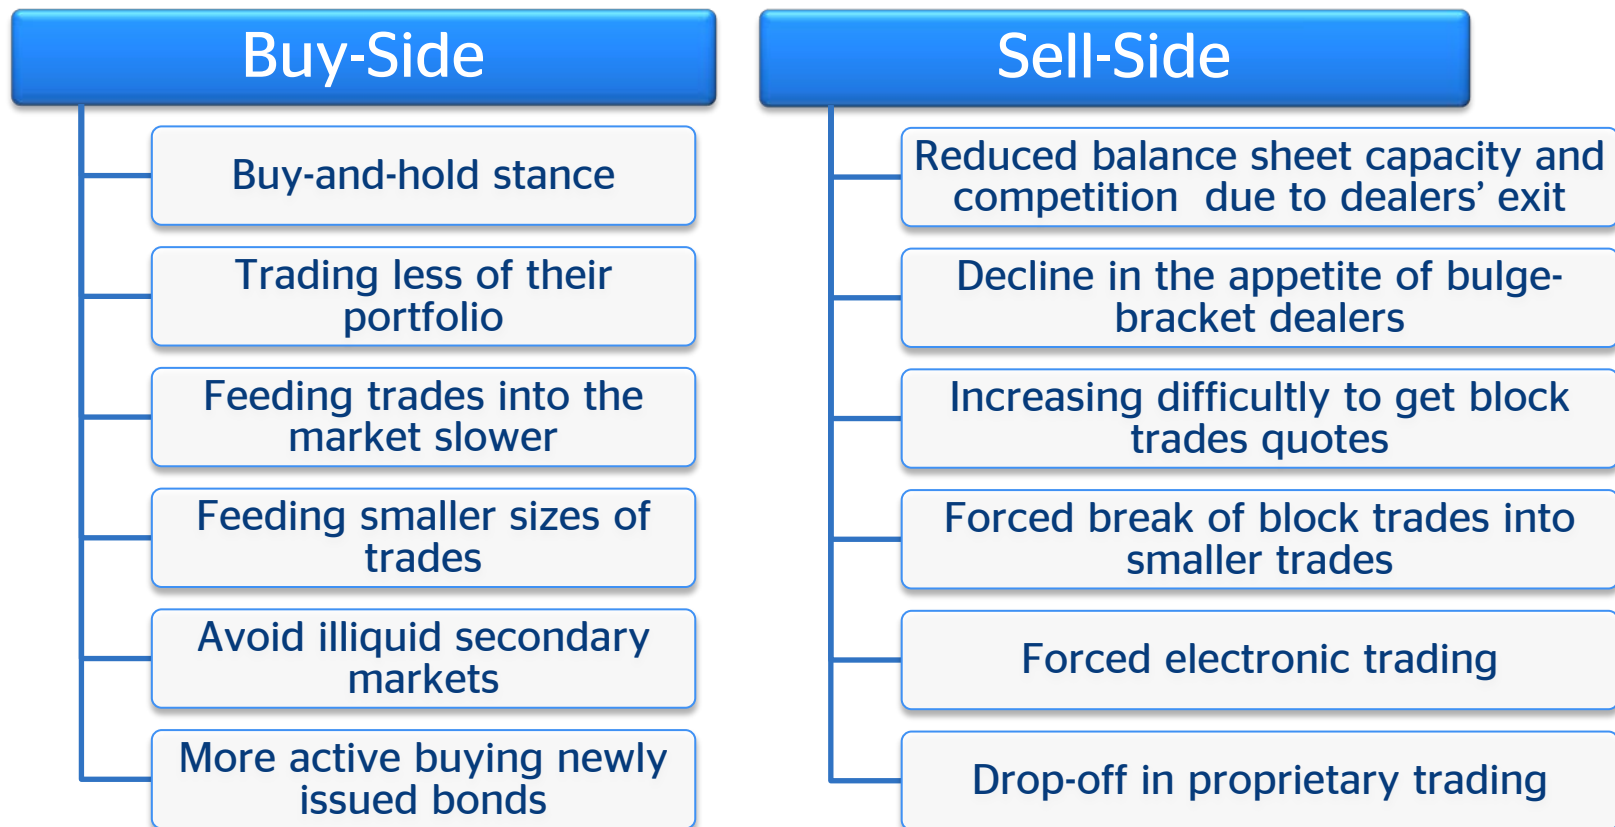 Buy-Side
Buy-and-hold stance
Trading less of their
portfolio
Feeding trades into the
market slower
Feeding smaller sizes of
trades
Avoid illiquid secondary
markets
More active buying newly
issued bonds
Sell-Side
Reduced balance sheet capacity and
competition  due to dealers’ exit
Decline in the appetite of bulge-
bracket dealers
Increasing difficultly to get block
trades quotes
Forced break of block trades into
smaller trades
Forced electronic trading
Drop-off in proprietary trading